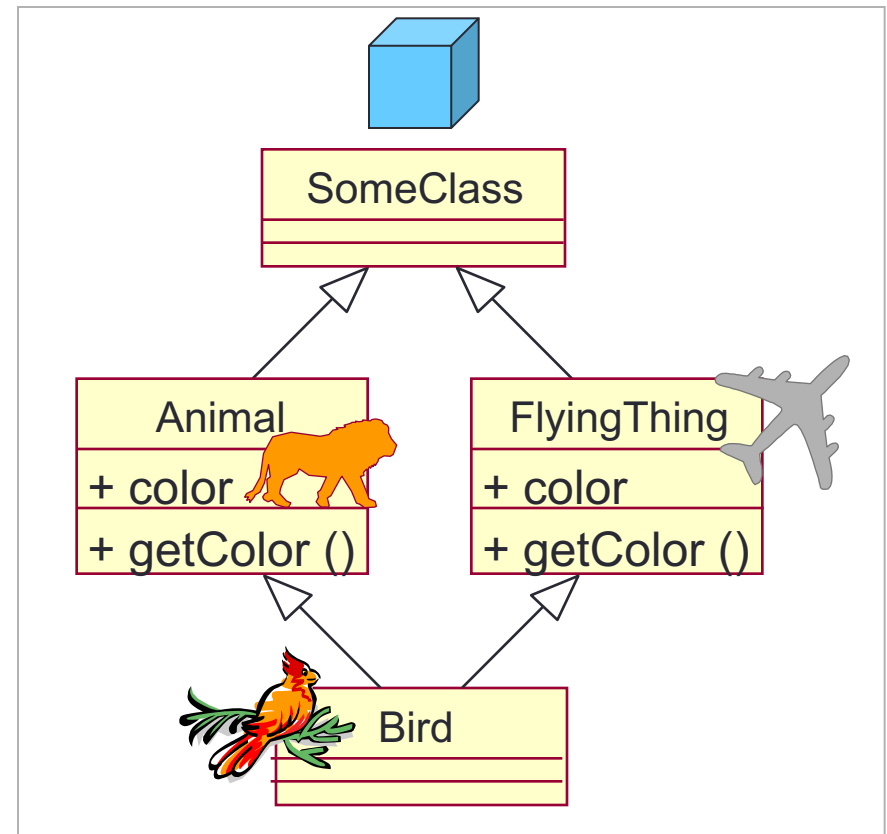 SomeClass
Animal
+ color
+ getColor ()
FlyingThing
+ color
+ getColor ()
Bird